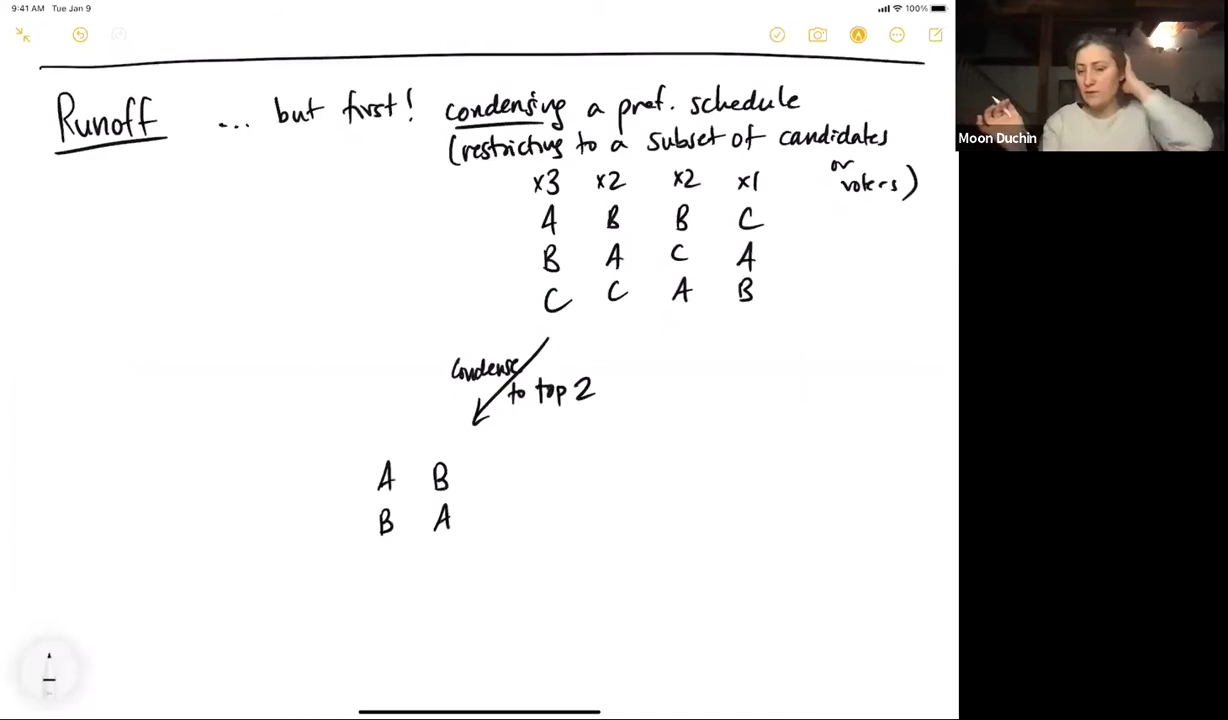 9:41 AM Tue Jan 9
100%
Moon Duchin
Runoff ... but first! condensing a pref. schedule
(restricting to a subset of candidates
or voters)
x3 x2 x2 x1
A B B C
B A C A
C C A B
Condense
to top 2
A B
B A